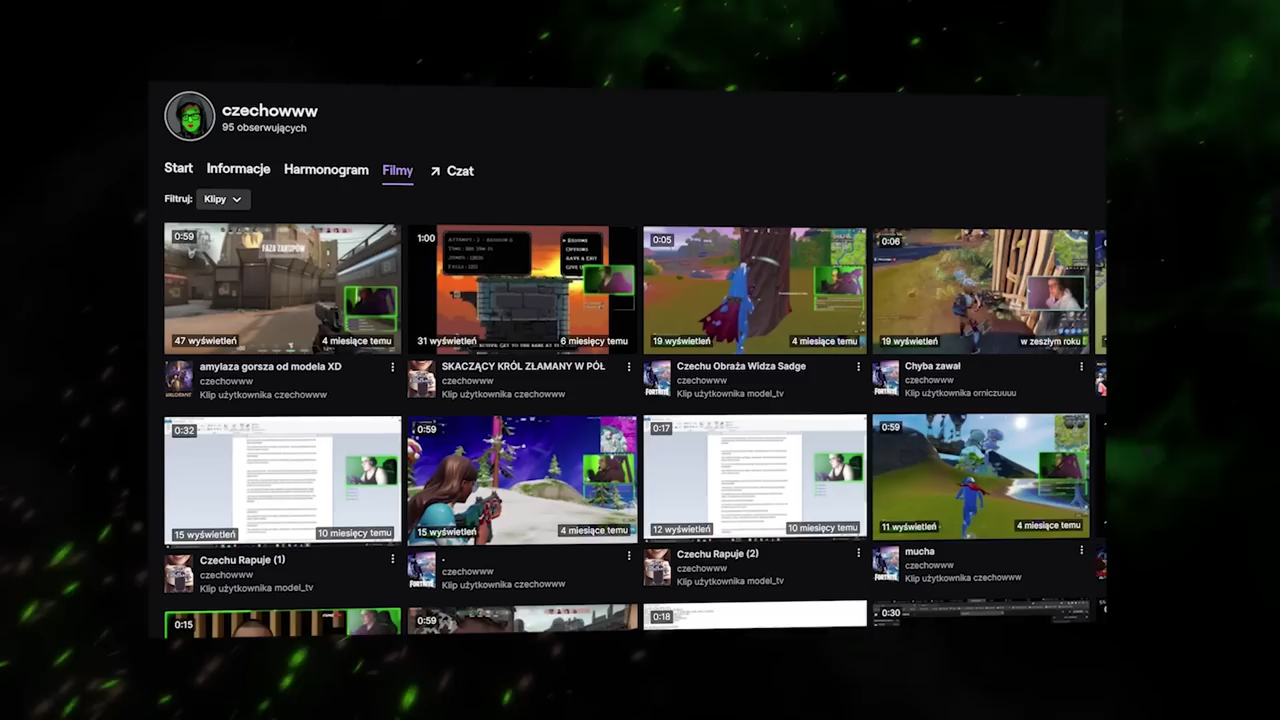 czechowww
95 obserwujących
Start Informacje Harmonogram Filmy Czat
Filtruj: Klipy
0:59
FAZA ZAKUPÓW
47 wyświetleń
4 miesiące temu
amylaza gorsza od modela XD
czechowww
Klip użytkownika czechowww
1:00
31 wyświetleń
6 miesięcy temu
SKACZĄCY KRÓL ZŁAMANY W PÓŁ
czechowww
Klip użytkownika czechowww
0:05
19 wyświetleń
4 miesiące temu
FORTNITE
Czechu Obraża Widza Sadge
czechowww
Klip użytkownika model_tv
0:06
19 wyświetleń
w zeszłym roku
FORTNITE
Chyba zawał
czechowww
Klip użytkownika orniczuuuu
0:32
15 wyświetleń
10 miesięcy temu
Czechu Rapuje (1)
czechowww
Klip użytkownika model_tv
0:59
15 wyświetleń
4 miesiące temu
FORTNITE
.
czechowww
Klip użytkownika czechowww
0:17
12 wyświetleń
10 miesięcy temu
Czechu Rapuje (2)
czechowww
Klip użytkownika model_tv
0:59
11 wyświetleń
4 miesiące temu
FORTNITE
mucha
czechowww
Klip użytkownika czechowww
0:15
0:59
0:18
0:30